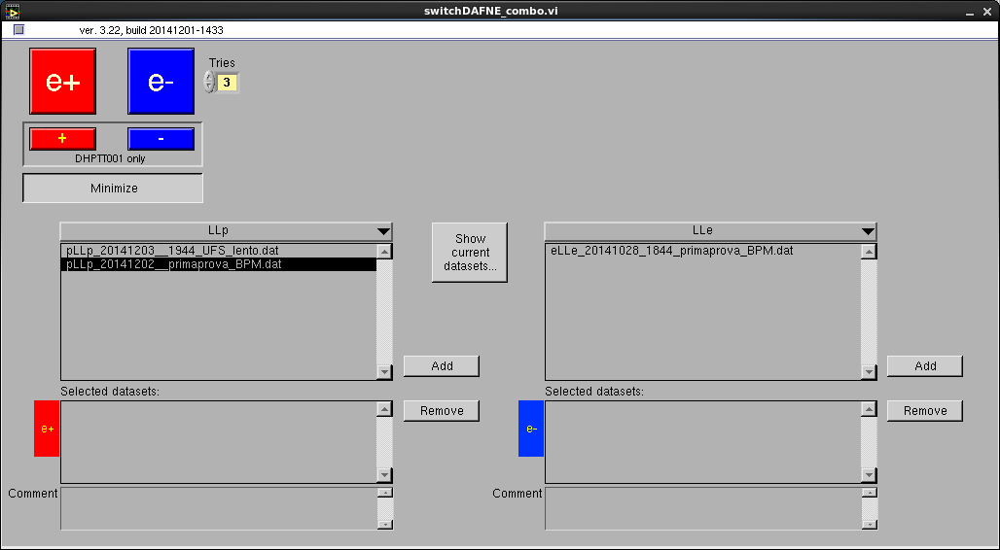 switchDAFNE_combo.vi
ver. 3.22, build 20141201-1433
e+
e-
Tries
3
+
-
DHPTT001 only
Minimize
LLp
pLLp_20141203__1944_UFS_lento.dat
pLLp_20141202__primaprova_BPM.dat
Show
current
datasets...
LLe
eLLe_20141028_1844_primaprova_BPM.dat
Add
Add
Selected datasets:
e+
Remove
Selected datasets:
e-
Remove
Comment
Comment